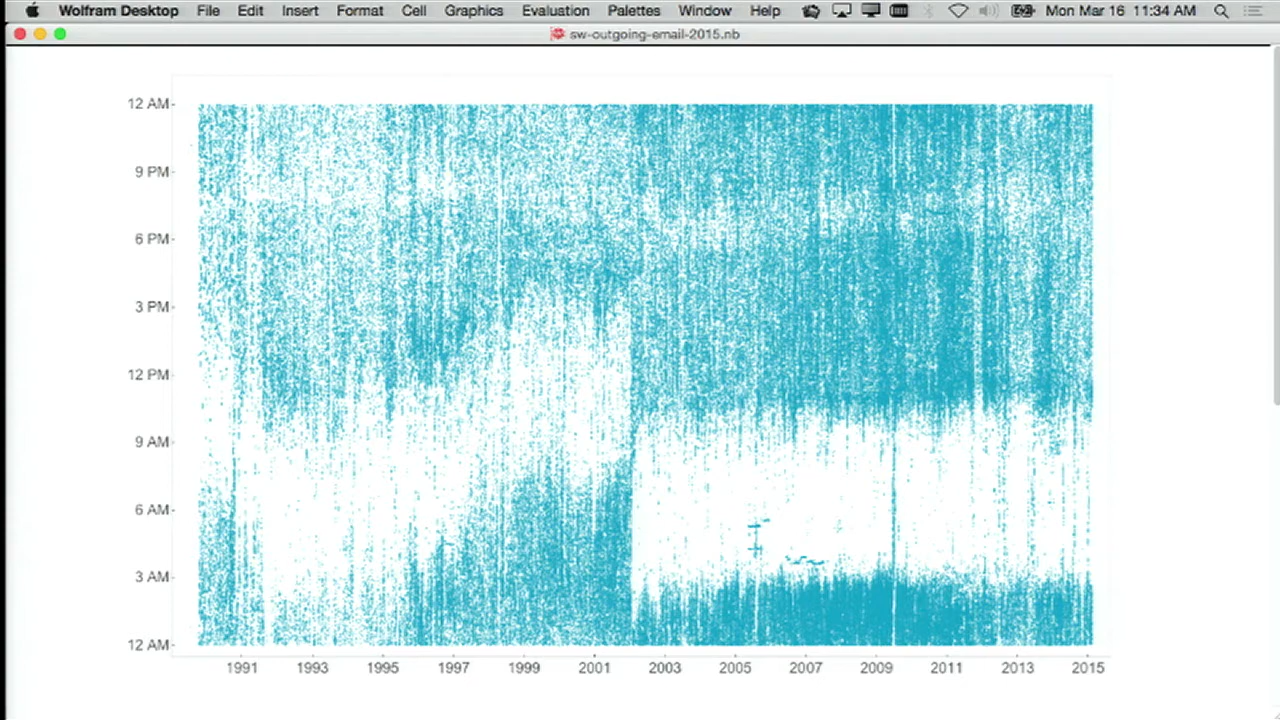 Wolfram Desktop File Edit Insert Format Cell Graphics Evaluation Palettes Window Help Mon Mar 16 11:34 AM
sw-outgoing-email-2015.nb
12 AM
9 PM
6 PM
3 PM
12 PM
9 AM
6 AM
3 AM
12 AM
1991 1993 1995 1997 1999 2001 2003 2005 2007 2009 2011 2013 2015